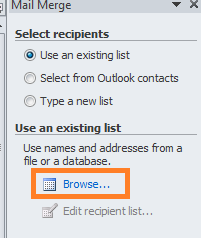 Mail Merge
Select recipients
Use an existing list
Select from Outlook contacts
Type a new list
Use an existing list
Use names and addresses from a
file or a database.
Browse...
Edit recipient list...